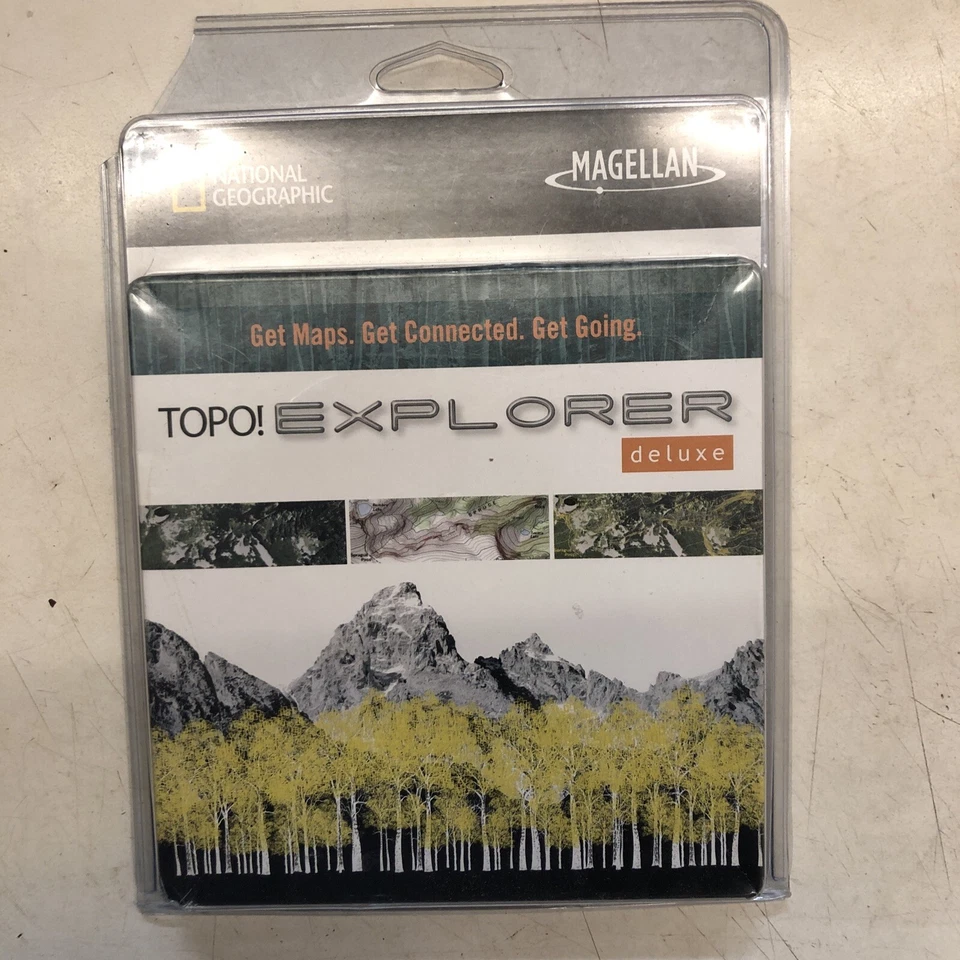 NATIONAL
GEOGRAPHIC
MAGELLAN
Get Maps. Get Connected. Get Going.
TOPO! EXPLORER
deluxe